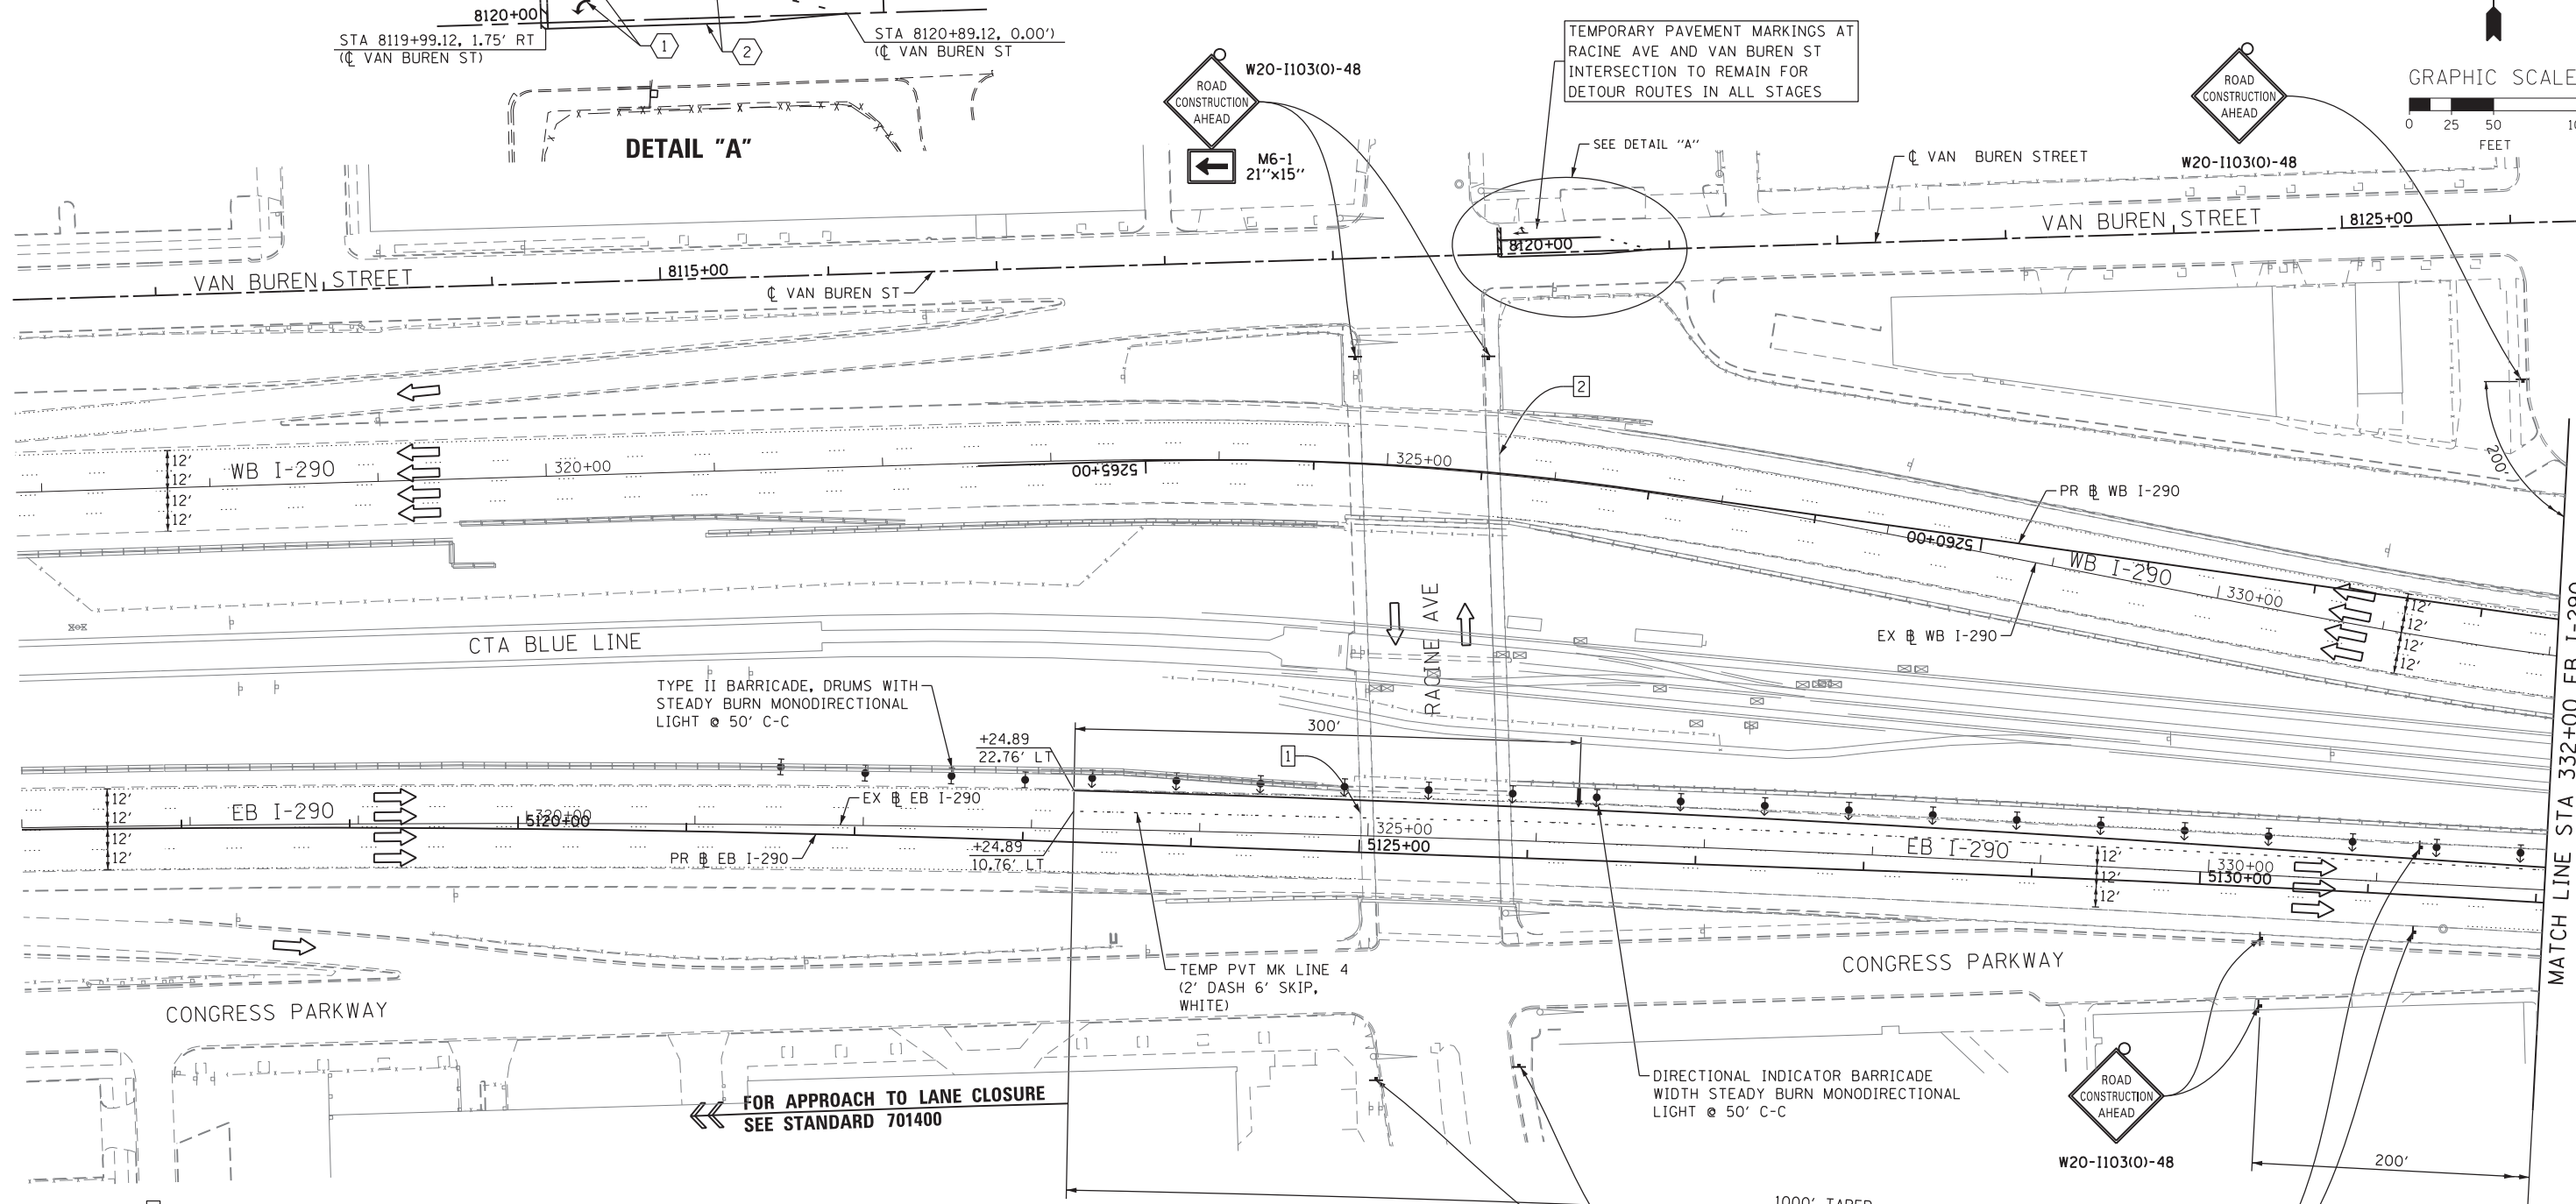 8120+00
STA 8119+99.12, 1.75' RT
(℄ VAN BUREN ST)
1
2
STA 8120+89.12, 0.00')
(℄ VAN BUREN ST
DETAIL "A"
ROAD
CONSTRUCTION
AHEAD
W20-I103(0)-48
M6-1
21"x15"
TEMPORARY PAVEMENT MARKINGS AT
RACINE AVE AND VAN BUREN ST
INTERSECTION TO REMAIN FOR
DETOUR ROUTES IN ALL STAGES
SEE DETAIL "A"
ROAD
CONSTRUCTION
AHEAD
W20-I103(0)-48
GRAPHIC SCALE
0 25 50 10
FEET
℄ VAN BUREN STREET
VAN BUREN STREET
8125+00
8120+00
VAN BUREN STREET
8115+00
℄ VAN BUREN ST
2
200'
12'
12'
12'
12'
WB I-290
320+00
5265+00
325+00
PR ⅊ WB I-290
5260+00
WB I-290
330+00
EX ⅊ WB I-290
12'
12'
12'
12'
CTA BLUE LINE
RACINE AVE
TYPE II BARRICADE, DRUMS WITH
STEADY BURN MONODIRECTIONAL
LIGHT @ 50' C-C
+24.89
22.76' LT
300'
1
12'
12'
12'
12'
EB I-290
320+00
5120+00
EX ⅊ EB I-290
PR ⅊ EB I-290
+24.89
10.76' LT
325+00
5125+00
EB I-290
12'
12'
12'
330+00
5130+00
MATCH LINE STA 332+00 EB I-290
TEMP PVT MK LINE 4
(2' DASH 6' SKIP,
WHITE)
CONGRESS PARKWAY
CONGRESS PARKWAY
FOR APPROACH TO LANE CLOSURE
SEE STANDARD 701400
DIRECTIONAL INDICATOR BARRICADE
WIDTH STEADY BURN MONODIRECTIONAL
LIGHT @ 50' C-C
ROAD
CONSTRUCTION
AHEAD
W20-I103(0)-48
200'
1000' TAPER